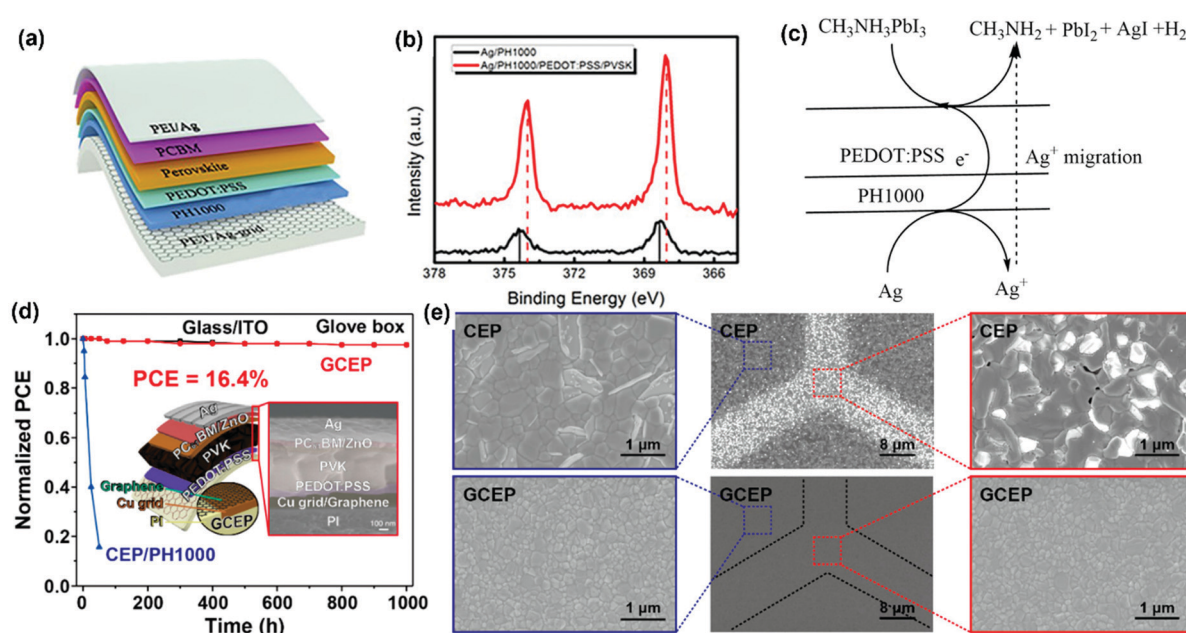 (a)
PEI/Ag
PCBM
Perovskite
PEDOT:PSS
PH1000
PET/Ag-grid
(b)
Ag/PH1000
Ag/PH1000/PEDOT:PSS/PVSK
Intensity (a.u.)
378 375 372 369 366
Binding Energy (eV)
(c)
CH3NH3PbI3
CH3NH2 + PbI2 + AgI +H2
PEDOT:PSS e-
Ag+ migration
PH1000
Ag
Ag+
(d)
Normalized PCE
1.0
0.8
0.6
0.4
0.2
0.0
Glass/ITO
Glove box
GCEP
PCE = 16.4%
Ag
PC BM/ZnO
PVK
PEDOT:PSS
Graphene
Cu grid
PI
GCEP
Ag
PC BM/ZnO
PVK
PEDOT:PSS
Cu grid/Graphene
PI
100 nm
CEP/PH1000
0 200 400 600 800 1000
Time (h)
(e)
CEP
1 μm
CEP
8 μm
1 μm
GCEP
1 μm
GCEP
8 μm
1 μm